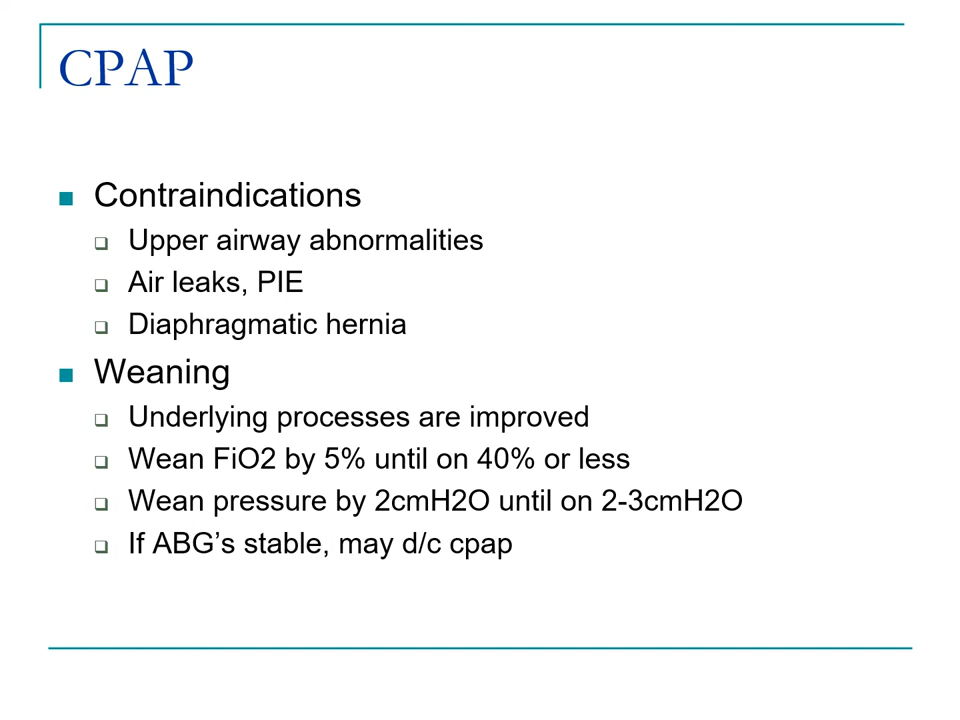 CPAP
Contraindications
Upper airway abnormalities
Air leaks, PIE
Diaphragmatic hernia
Weaning
Underlying processes are improved
Wean FiO2 by 5% until on 40% or less
Wean pressure by 2cmH2O until on 2-3cmH2O
If ABG’s stable, may d/c cpap